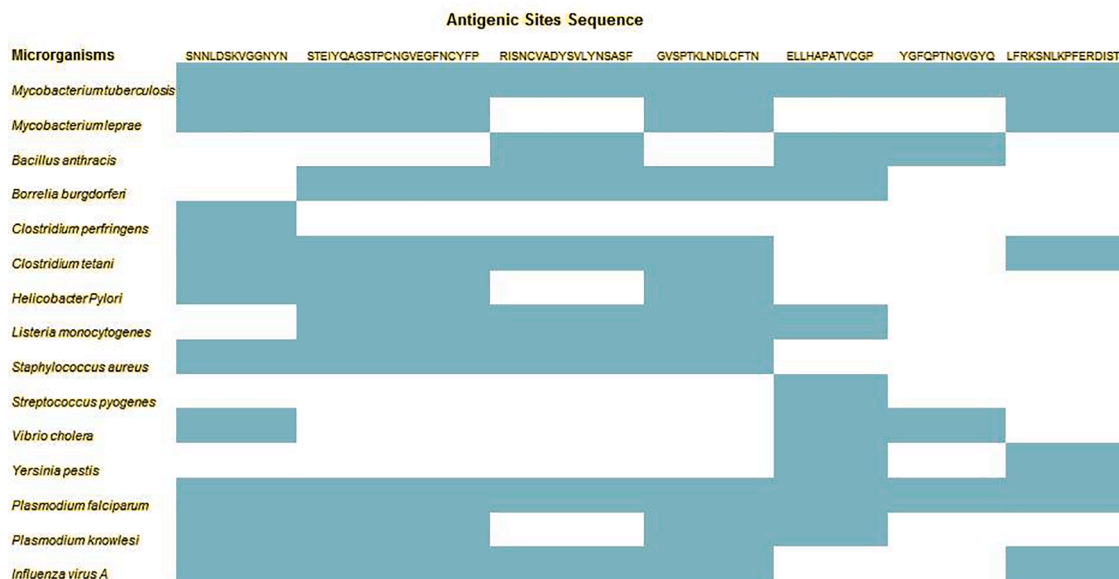 Antigenic Sites Sequence
Microrganisms SNNLDSKVGGNYN STEIYQAGSTPCNGVEGFNCYFP RISNCVADYSVLYNSASF GVSPTKLNDLCFTN ELLHAPATVCGP YGFQPTNGVGYQ LFRKSNLKPFERDIST
Mycobacterium tuberculosis
Mycobacterium leprae
Bacillus anthracis
Borrelia burgdorferi
Clostridium perfringens
Clostridium tetani
Helicobacter Pylori
Listeria monocytogenes
Staphylococcus aureus
Streptococcus pyogenes
Vibrio cholera
Yersinia pestis
Plasmodium falciparum
Plasmodium knowlesi
Influenza virus A